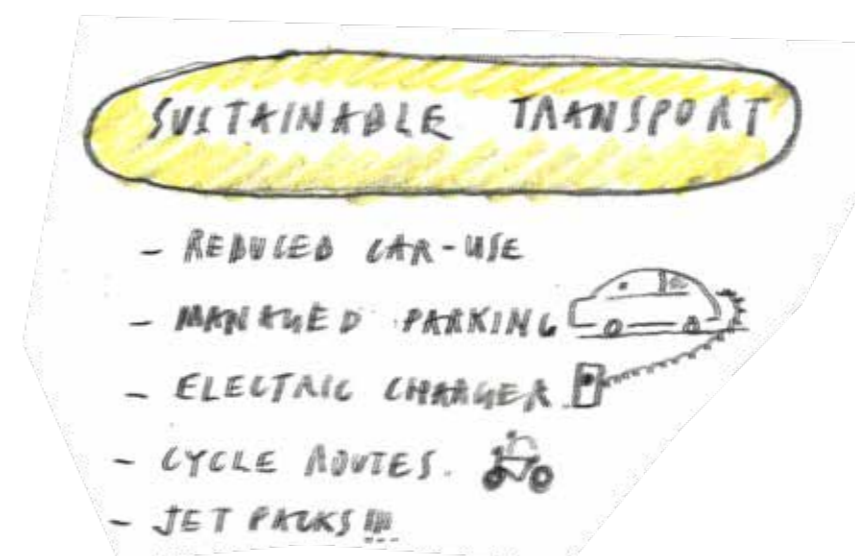 SUSTAINABLE TRANSPORT
- REDUCED CAR-USE
- MANAGED PARKING
- ELECTRIC CHARGER
- CYCLE ROUTES.
- JET PACKS!!!